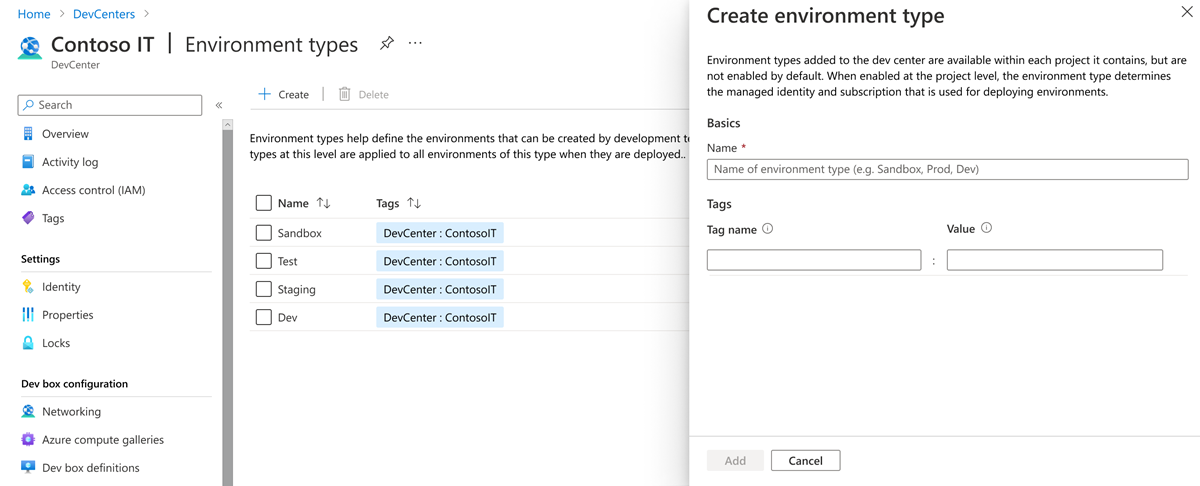 Home > DevCenters >
Contoso IT | Environment types ...
DevCenter
Search «
Overview
Activity log
Access control (IAM)
Tags
Settings
Identity
Properties
Locks
Dev box configuration
Networking
Azure compute galleries
Dev box definitions
+ Create | Delete
Environment types help define the environments that can be created by development
types at this level are applied to all environments of this type when they are deployed..
Name ↑↓ Tags ↑↓
Sandbox DevCenter : ContosoIT
Test DevCenter : ContosoIT
Staging DevCenter : ContosoIT
Dev DevCenter : ContosoIT
Create environment type
Environment types added to the dev center are available within each project it contains, but are
not enabled by default. When enabled at the project level, the environment type determines
the managed identity and subscription that is used for deploying environments.
Basics
Name *
Name of environment type (e.g. Sandbox, Prod, Dev)
Tags
Tag name Value
:
Add Cancel